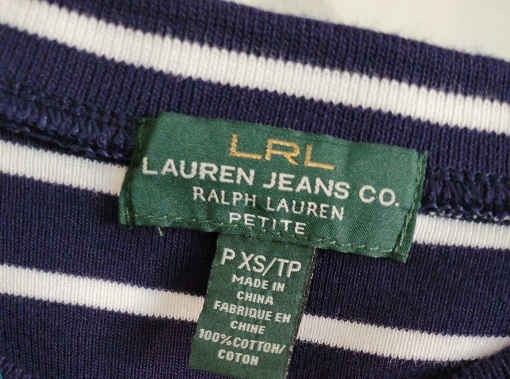 LRL
LAUREN JEANS CO.
RALPH LAUREN
PETITE
P XS/TP
MADE IN
CHINA
FABRIQUE EN
CHINE
100% COTTON/
COTON